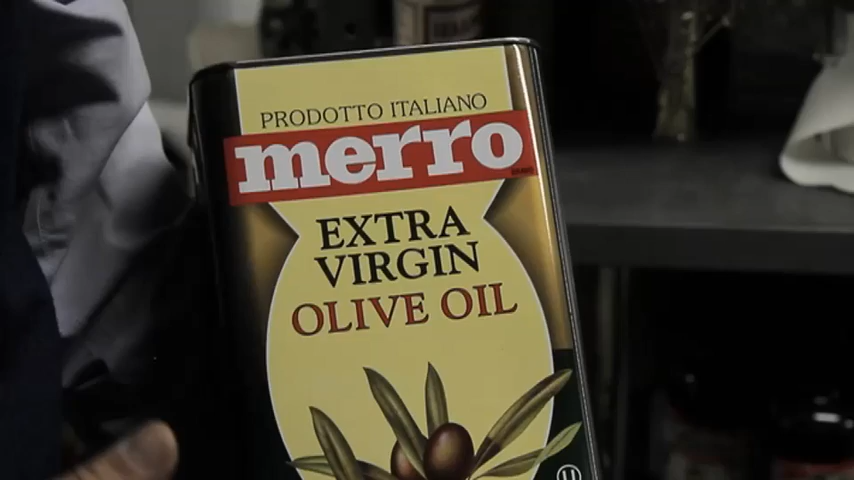 PRODOTTO ITALIANO
merro
EXTRA
VIRGIN
OLIVE OIL
U